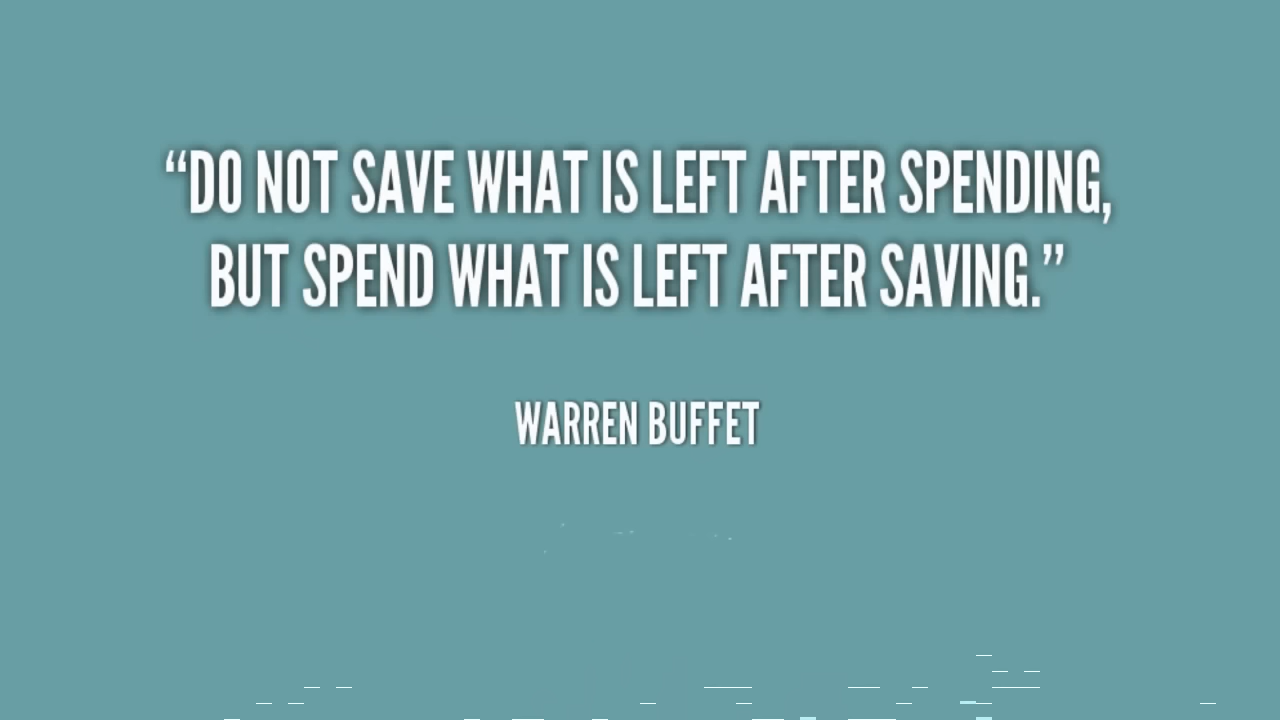 “DO NOT SAVE WHAT IS LEFT AFTER SPENDING,
BUT SPEND WHAT IS LEFT AFTER SAVING.”
WARREN BUFFET